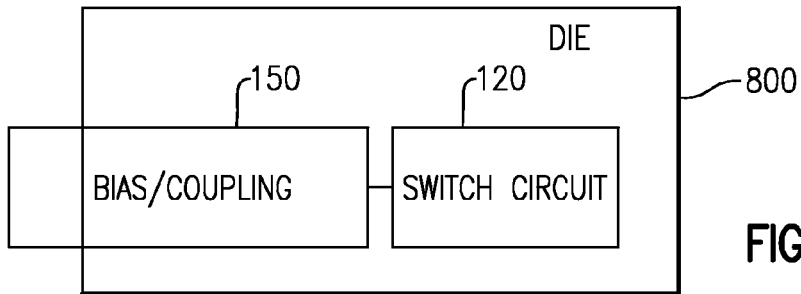 DIE
150
120
800
BIAS/COUPLING
SWITCH CIRCUIT
FIG